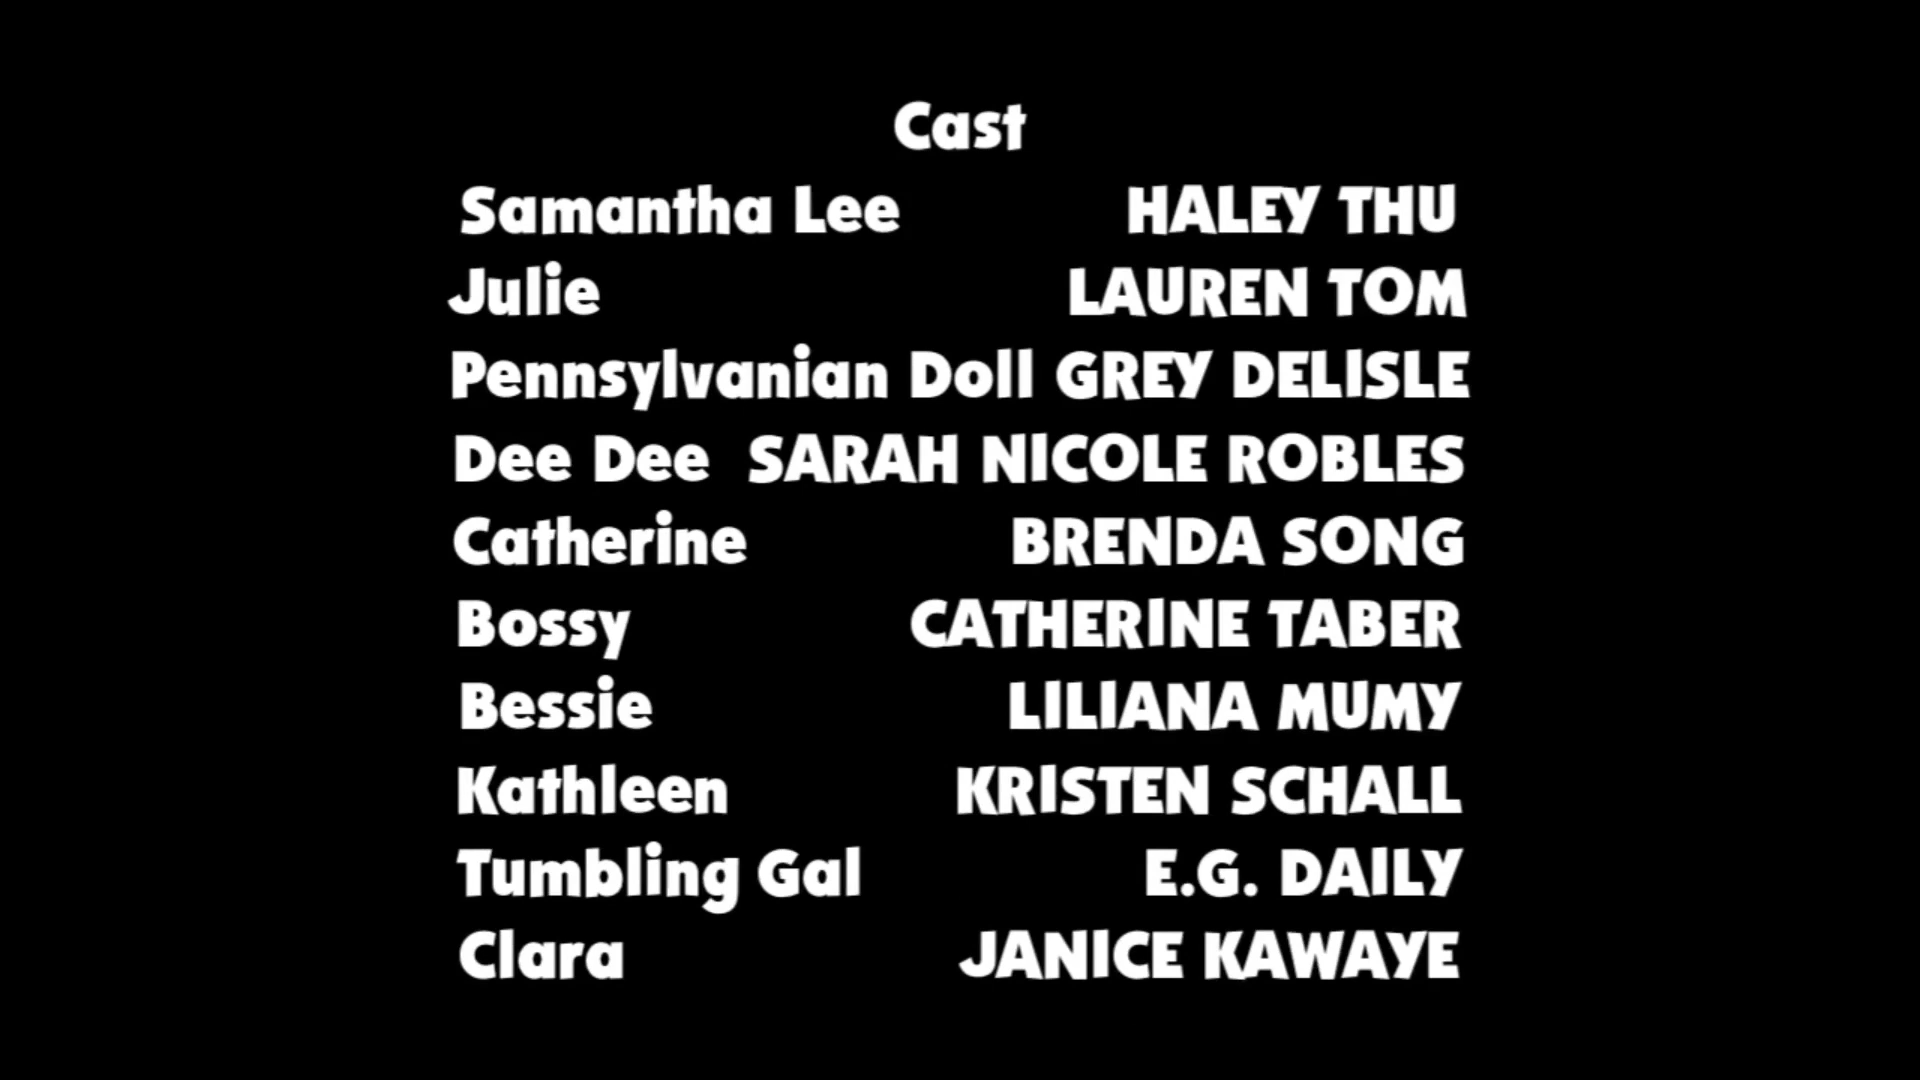 Cast
Samantha Lee HALEY THU
Julie LAUREN TOM
Pennsylvanian Doll GREY DELISLE
Dee Dee SARAH NICOLE ROBLES
Catherine BRENDA SONG
Bossy CATHERINE TABER
Bessie LILIANA MUMY
Kathleen KRISTEN SCHALL
Tumbling Gal E.G. DAILY
Clara JANICE KAWAYE